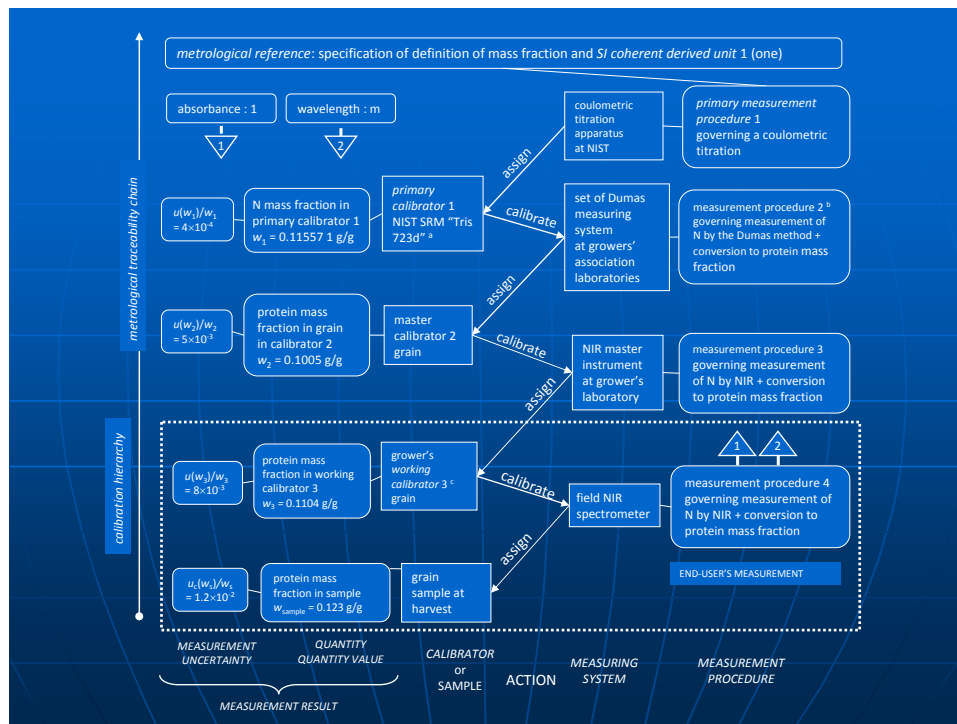 metrological reference: specification of definition of mass fraction and SI coherent derived unit 1 (one)
absorbance : 1
wavelength : m
1
2
coulometric
titration
apparatus
at NIST
primary measurement
procedure 1
governing a coulometric
titration
assign
metrological traceability chain
u(w₁)/w₁
= 4×10⁻⁴
N mass fraction in
primary calibrator 1
w₁ = 0.11557 1 g/g
primary
calibrator 1
NIST SRM “Tris
723d” ᵃ
calibrate
set of Dumas
measuring
system
at growers’
association
laboratories
measurement procedure 2 ᵇ
governing measurement of
N by the Dumas method +
conversion to protein mass
fraction
assign
u(w₂)/w₂
= 5×10⁻³
protein mass
fraction in grain
in calibrator 2
w₂ = 0.1005 g/g
master
calibrator 2
grain
calibrate
NIR master
instrument
at grower’s
laboratory
measurement procedure 3
governing measurement
of N by NIR + conversion
to protein mass fraction
assign
calibration hierarchy
1
2
u(w₃)/w₃
= 8×10⁻³
protein mass
fraction in working
calibrator 3
w₃ = 0.1104 g/g
grower’s
working
calibrator 3 ᶜ
grain
calibrate
field NIR
spectrometer
measurement procedure 4
governing measurement of
N by NIR + conversion to
protein mass fraction
assign
END-USER’S MEASUREMENT
u꜀(wₛ)/wₛ
= 1.2×10⁻²
protein mass
fraction in sample
w_sample = 0.123 g/g
grain
sample at
harvest
MEASUREMENT
UNCERTAINTY
QUANTITY
QUANTITY VALUE
CALIBRATOR
or
SAMPLE
ACTION
MEASURING
SYSTEM
MEASUREMENT
PROCEDURE
MEASUREMENT RESULT